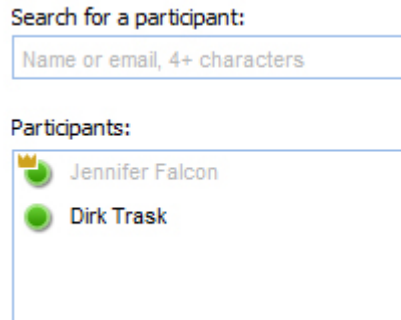 Search for a participant:
Name or email, 4+ characters
Participants:
Jennifer Falcon
Dirk Trask